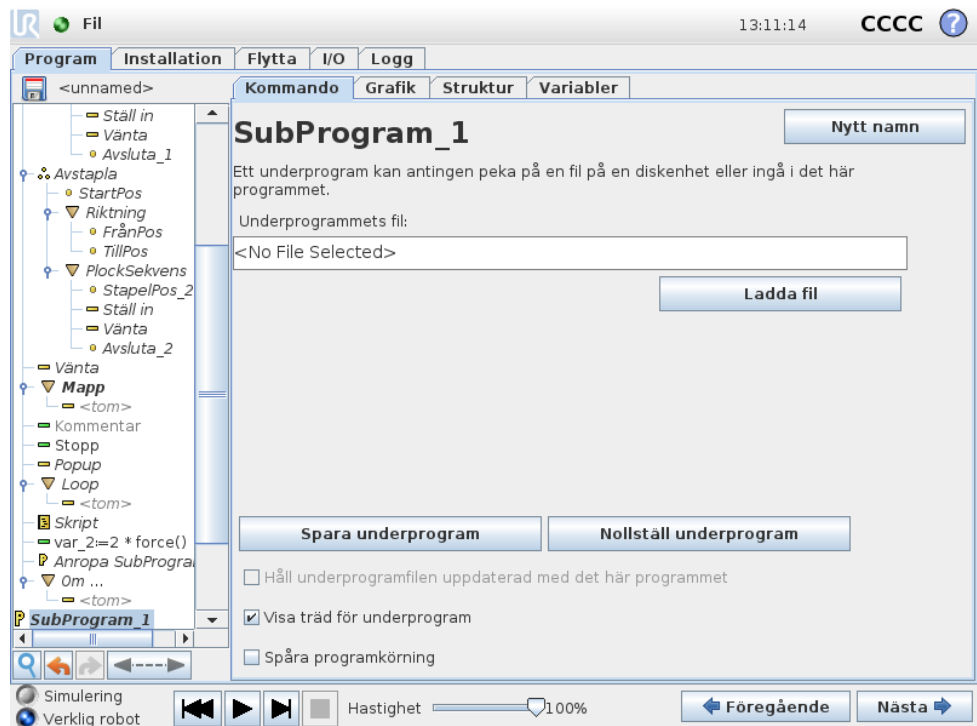 UR Fil 13:11:14 CCCC ?
Program Installation Flytta I/O Logg
<unnamed>
Kommando Grafik Struktur Variabler
Ställ in
Vänta
Avsluta_1
Avstapla
StartPos
Riktning
FrånPos
TillPos
PlockSekvens
StapelPos_2
Ställ in
Vänta
Avsluta_2
Vänta
Mapp
<tom>
Kommentar
Stopp
Popup
Loop
<tom>
Skript
var_2:=2 * force()
Anropa SubProgra
Om ...
<tom>
SubProgram_1
SubProgram_1
Nytt namn
Ett underprogram kan antingen peka på en fil på en diskenhet eller ingå i det här
programmet.
Underprogrammets fil:
<No File Selected>
Ladda fil
Spara underprogram Nollställ underprogram
Håll underprogramfilen uppdaterad med det här programmet
Visa träd för underprogram
Spåra programkörning
Simulering
Verklig robot
Hastighet 100%
Föregående Nästa